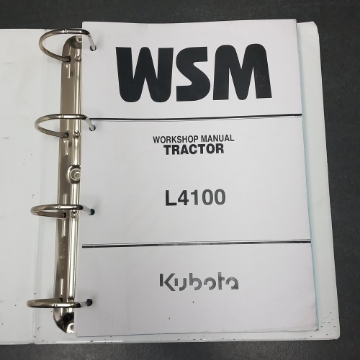 WSM
WORKSHOP MANUAL
TRACTOR
L4100
Kubota